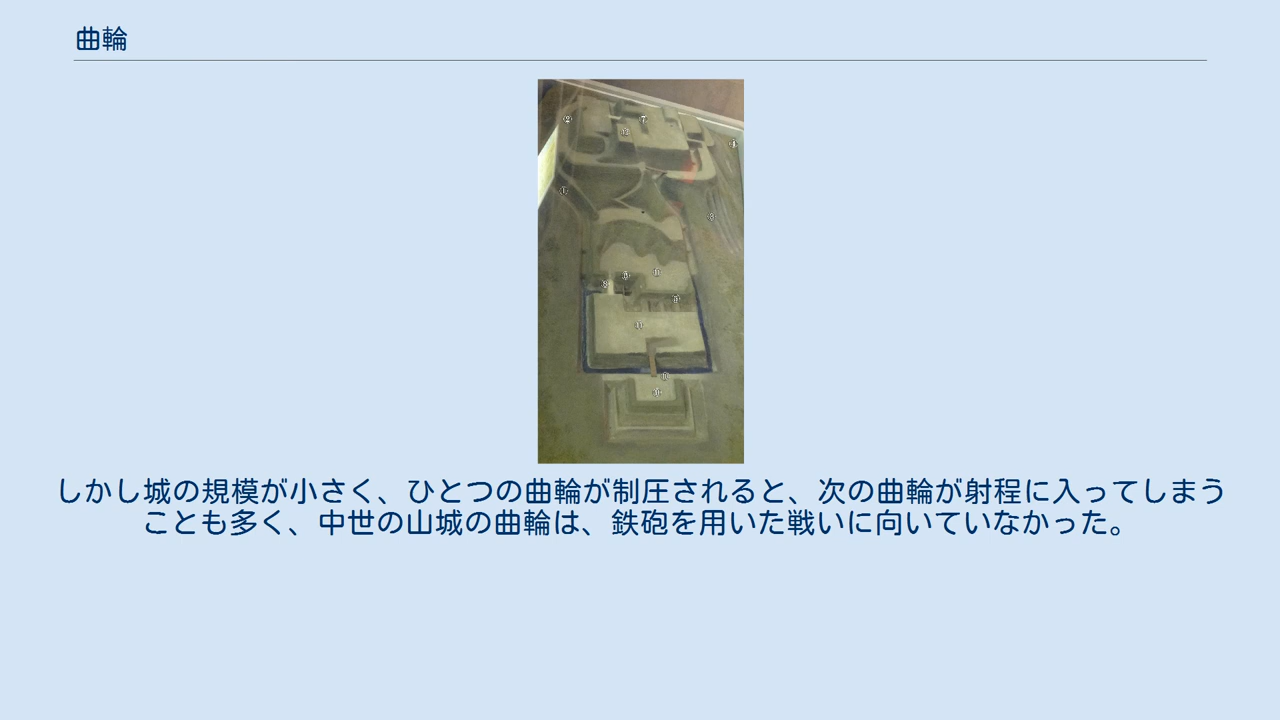 曲輪
しかし城の規模が小さく、ひとつの曲輪が制圧されると、次の曲輪が射程に入ってしまう
ことも多く、中世の山城の曲輪は、鉄砲を用いた戦いに向いていなかった。